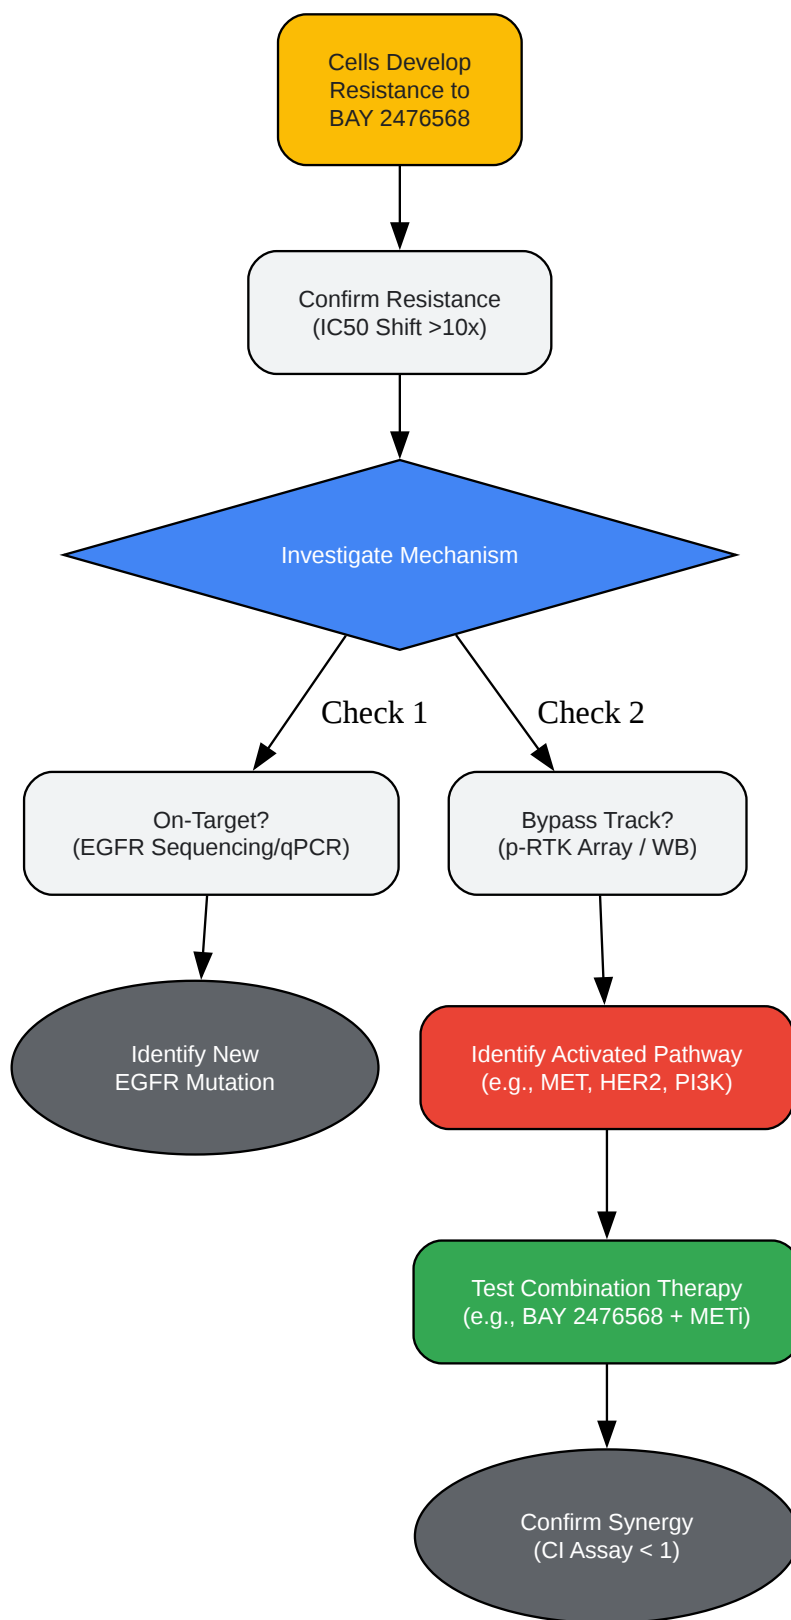 Cells Develop
Resistance to
BAY 2476568
Confirm Resistance
(IC50 Shift >10x)
Investigate Mechanism
Check 1
Check 2
On-Target?
(EGFR Sequencing/qPCR)
Bypass Track?
(p-RTK Array / WB)
Identify New
EGFR Mutation
Identify Activated Pathway
(e.g., MET, HER2, PI3K)
Test Combination Therapy
(e.g., BAY 2476568 + METi)
Confirm Synergy
(CI Assay < 1)